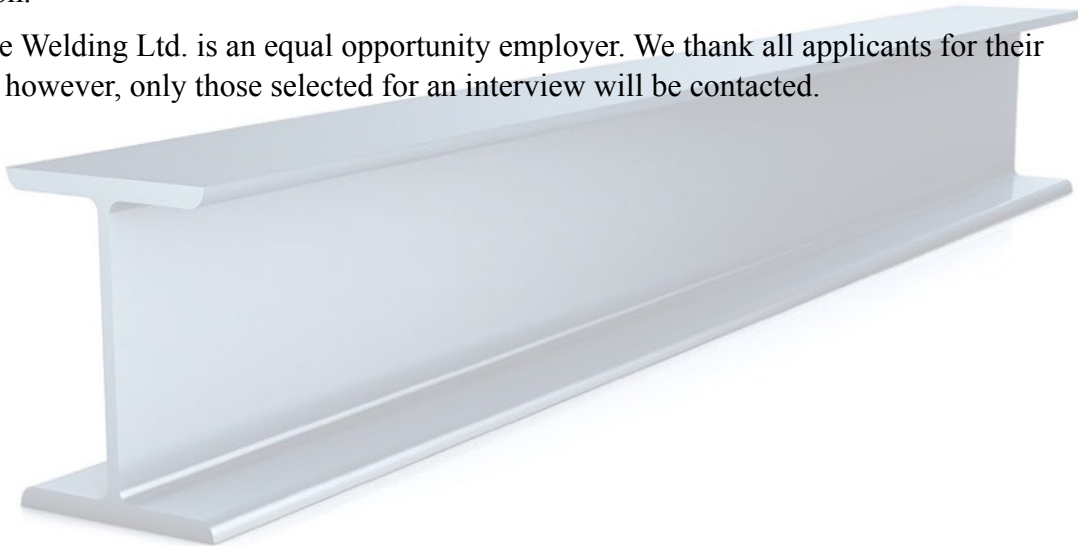 e Welding Ltd. is an equal opportunity employer. We thank all applicants for their
however, only those selected for an interview will be contacted.